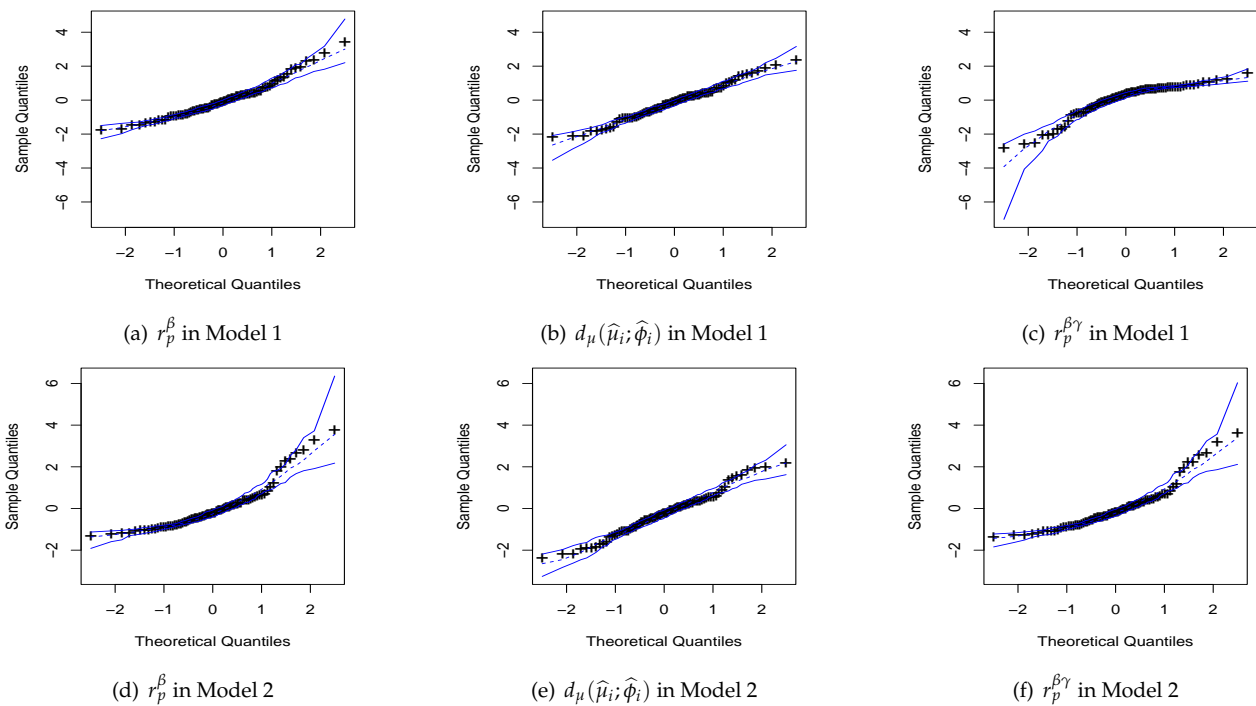 Sample Quantiles
4
2
0
−2
−4
−6
−2 −1 0 1 2
Theoretical Quantiles
(a) r_p^β in Model 1
Sample Quantiles
4
2
0
−2
−4
−6
−2 −1 0 1 2
Theoretical Quantiles
(b) d_μ(μ̂_i; φ̂_i) in Model 1
Sample Quantiles
4
2
0
−2
−4
−6
−2 −1 0 1 2
Theoretical Quantiles
(c) r_p^{βγ} in Model 1
Sample Quantiles
6
4
2
0
−2
−2 −1 0 1 2
Theoretical Quantiles
(d) r_p^β in Model 2
Sample Quantiles
6
4
2
0
−2
−2 −1 0 1 2
Theoretical Quantiles
(e) d_μ(μ̂_i; φ̂_i) in Model 2
Sample Quantiles
6
4
2
0
−2
−2 −1 0 1 2
Theoretical Quantiles
(f) r_p^{βγ} in Model 2